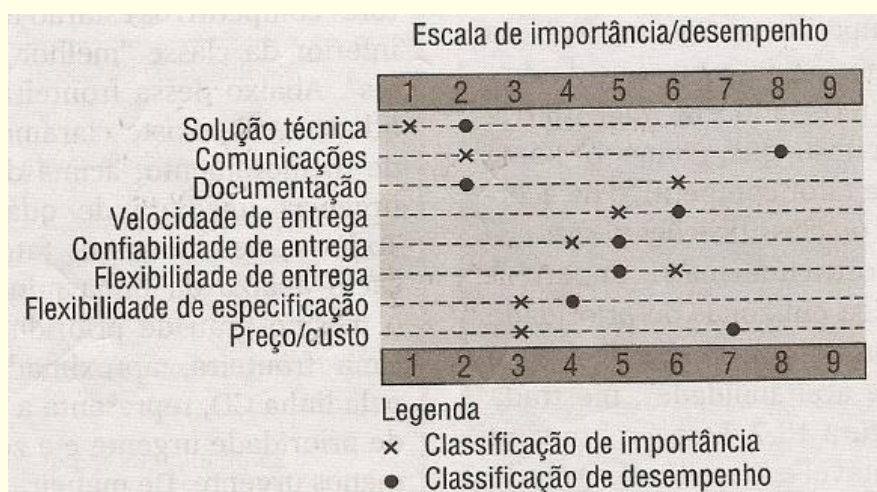 Escala de importância/desempenho
1 2 3 4 5 6 7 8 9
Solução técnica
Comunicações
Documentação
Velocidade de entrega
Confiabilidade de entrega
Flexibilidade de entrega
Flexibilidade de especificação
Preço/custo
1 2 3 4 5 6 7 8 9
Legenda
× Classificação de importância
● Classificação de desempenho